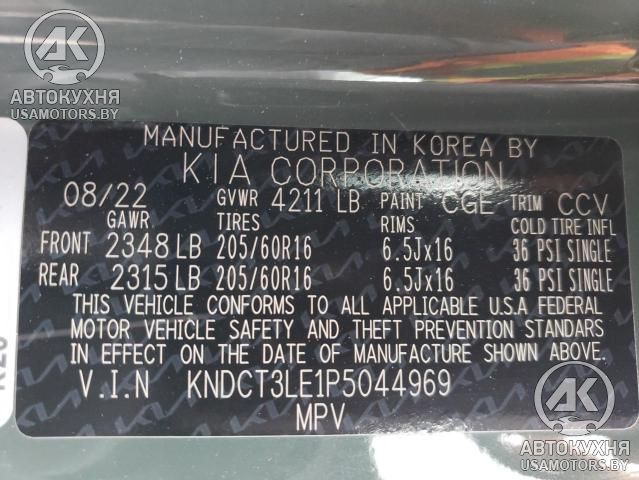 AK
АВТОКУХНЯ
USAMOTORS.BY
MANUFACTURED IN KOREA BY
KIA CORPORATION
08/22 GVWR 4211 LB PAINT CGE TRIM CCV
GAWR TIRES RIMS COLD TIRE INFL
FRONT 2348 LB 205/60R16 6.5Jx16 36 PSI SINGLE
REAR 2315 LB 205/60R16 6.5Jx16 36 PSI SINGLE
THIS VEHICLE CONFORMS TO ALL APPLICABLE U.S.A FEDERAL
MOTOR VEHICLE SAFETY AND THEFT PREVENTION STANDARDS
IN EFFECT ON THE DATE OF MANUFACTURE SHOWN ABOVE.
V.I.N KNDCT3LE1P5044969
MPV
AK
АВТОКУХНЯ
USAMOTORS.BY